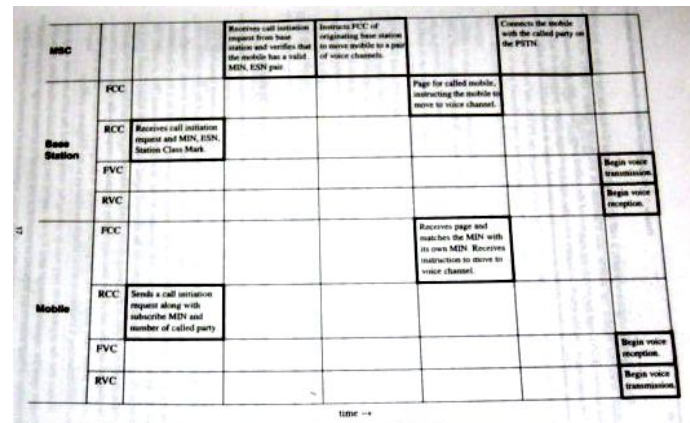 MSC
Receives call initiation
request from base
station and verifies that
the mobile has a valid
MIN, ESN pair.
Instructs FCC of
originating base station
to move mobile to a pair
of voice channels.
Connects the mobile
with the called party on
the PSTN.
Base
Station
FCC
Page for called mobile,
instructing the mobile to
move to voice channel.
RCC
Receives call initiation
request and MIN, ESN,
Station Class Mark.
FVC
Begin voice
transmission.
RVC
Begin voice
reception.
Mobile
FCC
Receives page and
matches the MIN with
its own MIN. Receives
instruction to move to
voice channel.
RCC
Sends a call initiation
request along with
subscribe MIN and
number of called party
FVC
Begin voice
reception.
RVC
Begin voice
transmission.
time →
17